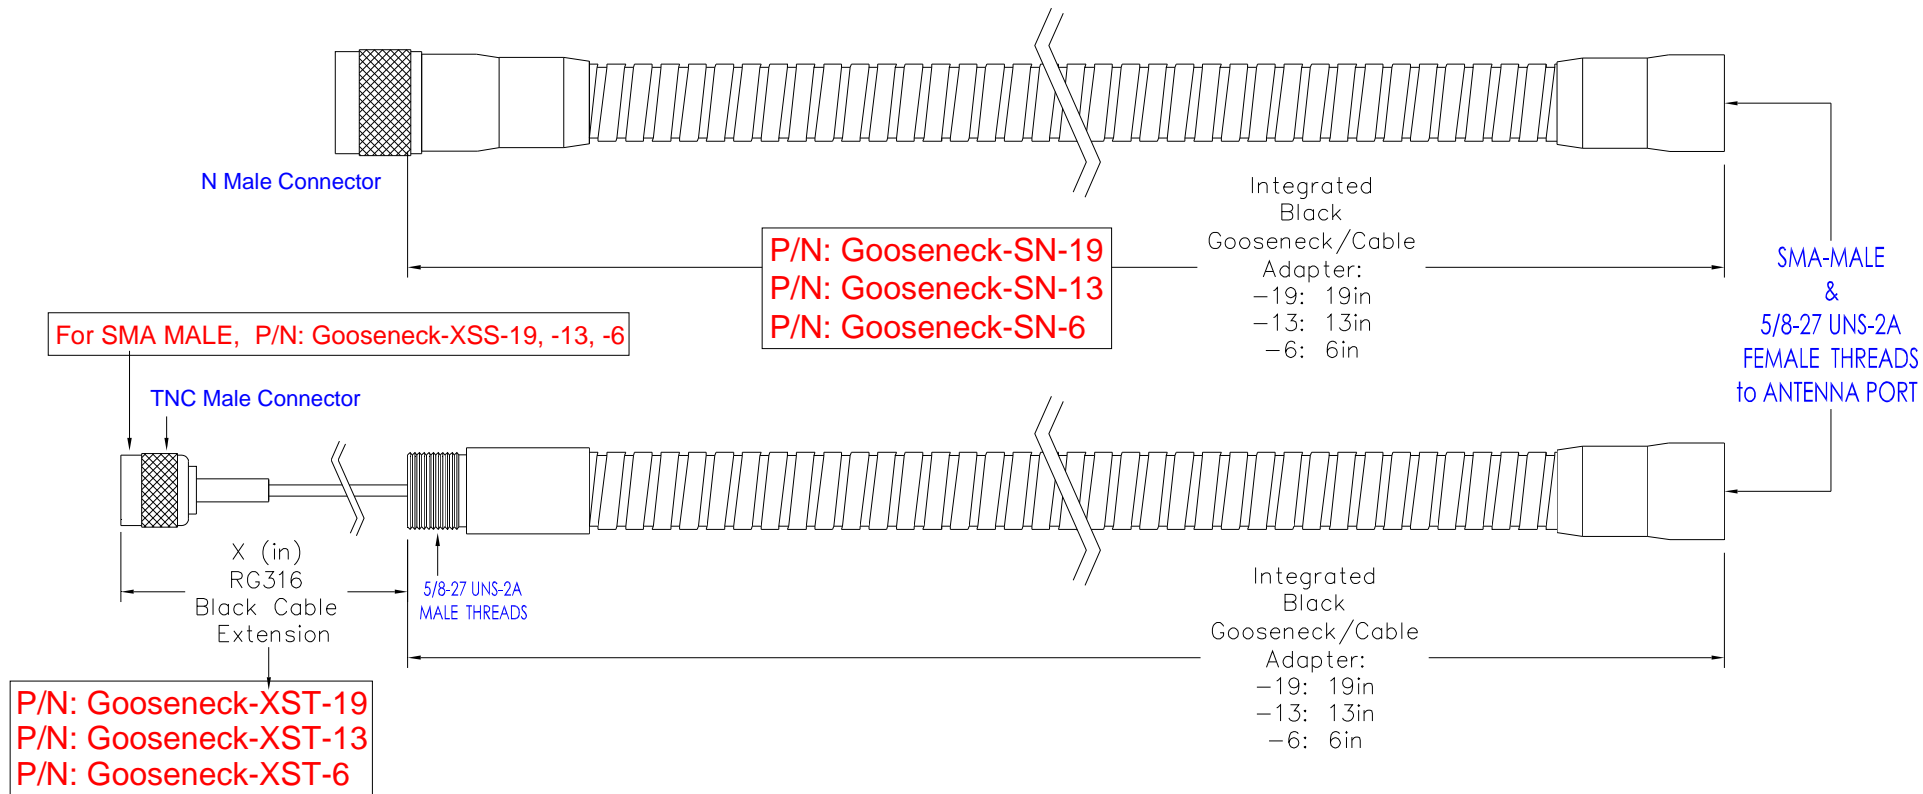 N Male Connector
P/N: Gooseneck-SN-19
P/N: Gooseneck-SN-13
P/N: Gooseneck-SN-6
Integrated
Black
Gooseneck/Cable
Adapter:
-19: 19in
-13: 13in
-6: 6in
SMA-MALE
&
5/8-27 UNS-2A
FEMALE THREADS
to ANTENNA PORT
For SMA MALE, P/N: Gooseneck-XSS-19, -13, -6
TNC Male Connector
X (in)
RG316
Black Cable
Extension
5/8-27 UNS-2A
MALE THREADS
P/N: Gooseneck-XST-19
P/N: Gooseneck-XST-13
P/N: Gooseneck-XST-6
Integrated
Black
Gooseneck/Cable
Adapter:
-19: 19in
-13: 13in
-6: 6in